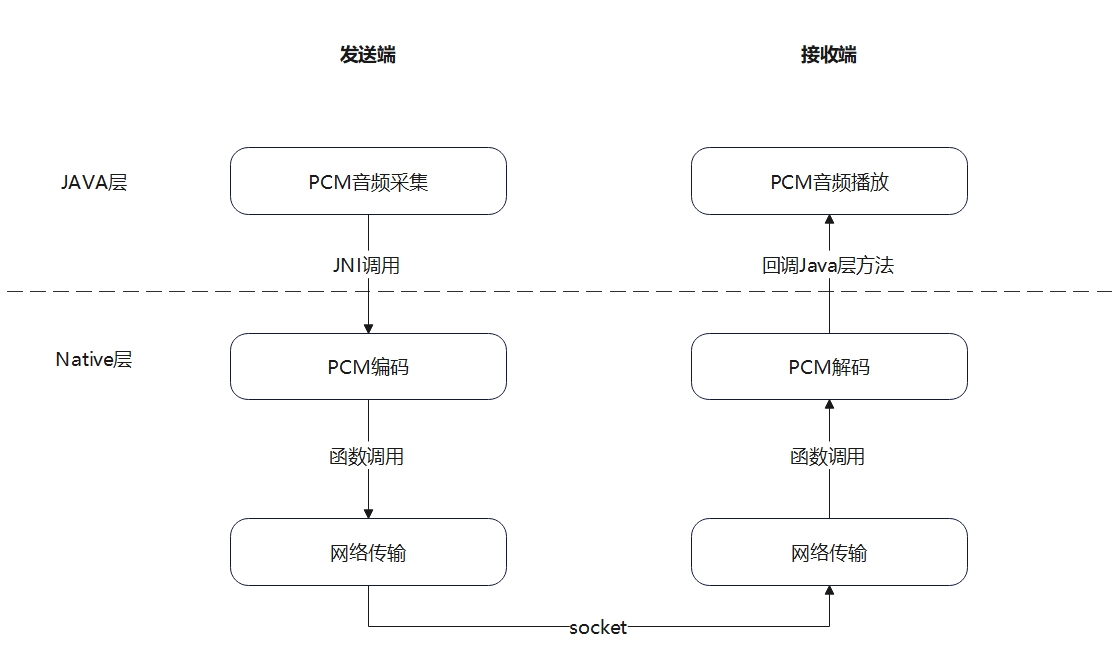 发送端
接收端
JAVA层
PCM音频采集
PCM音频播放
JNI调用
回调Java层方法
Native层
PCM编码
PCM解码
函数调用
函数调用
网络传输
网络传输
socket